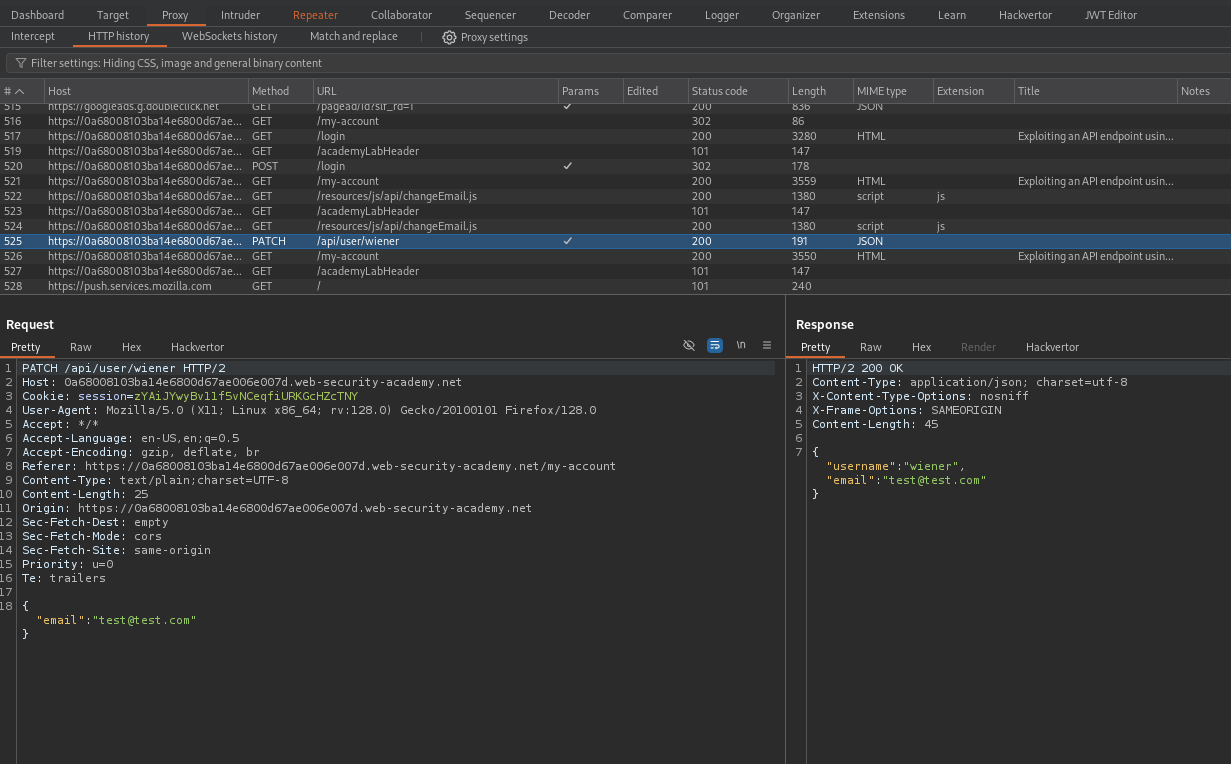 Dashboard Target Proxy Intruder Repeater Collaborator Sequencer Decoder Comparer Logger Organizer Extensions Learn Hackvertor JWT Editor
Intercept HTTP history WebSockets history Match and replace Proxy settings
Filter settings: Hiding CSS, image and general binary content
# Host Method URL Params Edited Status code Length MIME type Extension Title Notes
515 https://googleads.g.doubleclick.net GET /pagead/id?slf_rd=1 ✓ 200 836 JSON
516 https://0a68008103ba14e6800d67ae... GET /my-account 302 86
517 https://0a68008103ba14e6800d67ae... GET /login 200 3280 HTML Exploiting an API endpoint usin...
519 https://0a68008103ba14e6800d67ae... GET /academyLabHeader 101 147
520 https://0a68008103ba14e6800d67ae... POST /login ✓ 302 178
521 https://0a68008103ba14e6800d67ae... GET /my-account 200 3559 HTML Exploiting an API endpoint usin...
522 https://0a68008103ba14e6800d67ae... GET /resources/js/api/changeEmail.js 200 1380 script js
523 https://0a68008103ba14e6800d67ae... GET /academyLabHeader 101 147
524 https://0a68008103ba14e6800d67ae... GET /resources/js/api/changeEmail.js 200 1380 script js
525 https://0a68008103ba14e6800d67ae... PATCH /api/user/wiener ✓ 200 191 JSON
526 https://0a68008103ba14e6800d67ae... GET /my-account 200 3550 HTML Exploiting an API endpoint usin...
527 https://0a68008103ba14e6800d67ae... GET /academyLabHeader 101 147
528 https://push.services.mozilla.com GET / 101 240
Request
Pretty Raw Hex Hackvertor \n
1 PATCH /api/user/wiener HTTP/2
2 Host: 0a68008103ba14e6800d67ae006e007d.web-security-academy.net
3 Cookie: session=zYAiJYwyBv11f5vNCeqfiURKGcHZcTNY
4 User-Agent: Mozilla/5.0 (X11; Linux x86_64; rv:128.0) Gecko/20100101 Firefox/128.0
5 Accept: */*
6 Accept-Language: en-US,en;q=0.5
7 Accept-Encoding: gzip, deflate, br
8 Referer: https://0a68008103ba14e6800d67ae006e007d.web-security-academy.net/my-account
9 Content-Type: text/plain;charset=UTF-8
10 Content-Length: 25
11 Origin: https://0a68008103ba14e6800d67ae006e007d.web-security-academy.net
12 Sec-Fetch-Dest: empty
13 Sec-Fetch-Mode: cors
14 Sec-Fetch-Site: same-origin
15 Priority: u=0
16 Te: trailers
17
18 {
"email":"test@test.com"
}
Response
Pretty Raw Hex Render Hackvertor
1 HTTP/2 200 OK
2 Content-Type: application/json; charset=utf-8
3 X-Content-Type-Options: nosniff
4 X-Frame-Options: SAMEORIGIN
5 Content-Length: 45
6
7 {
"username":"wiener",
"email":"test@test.com"
}